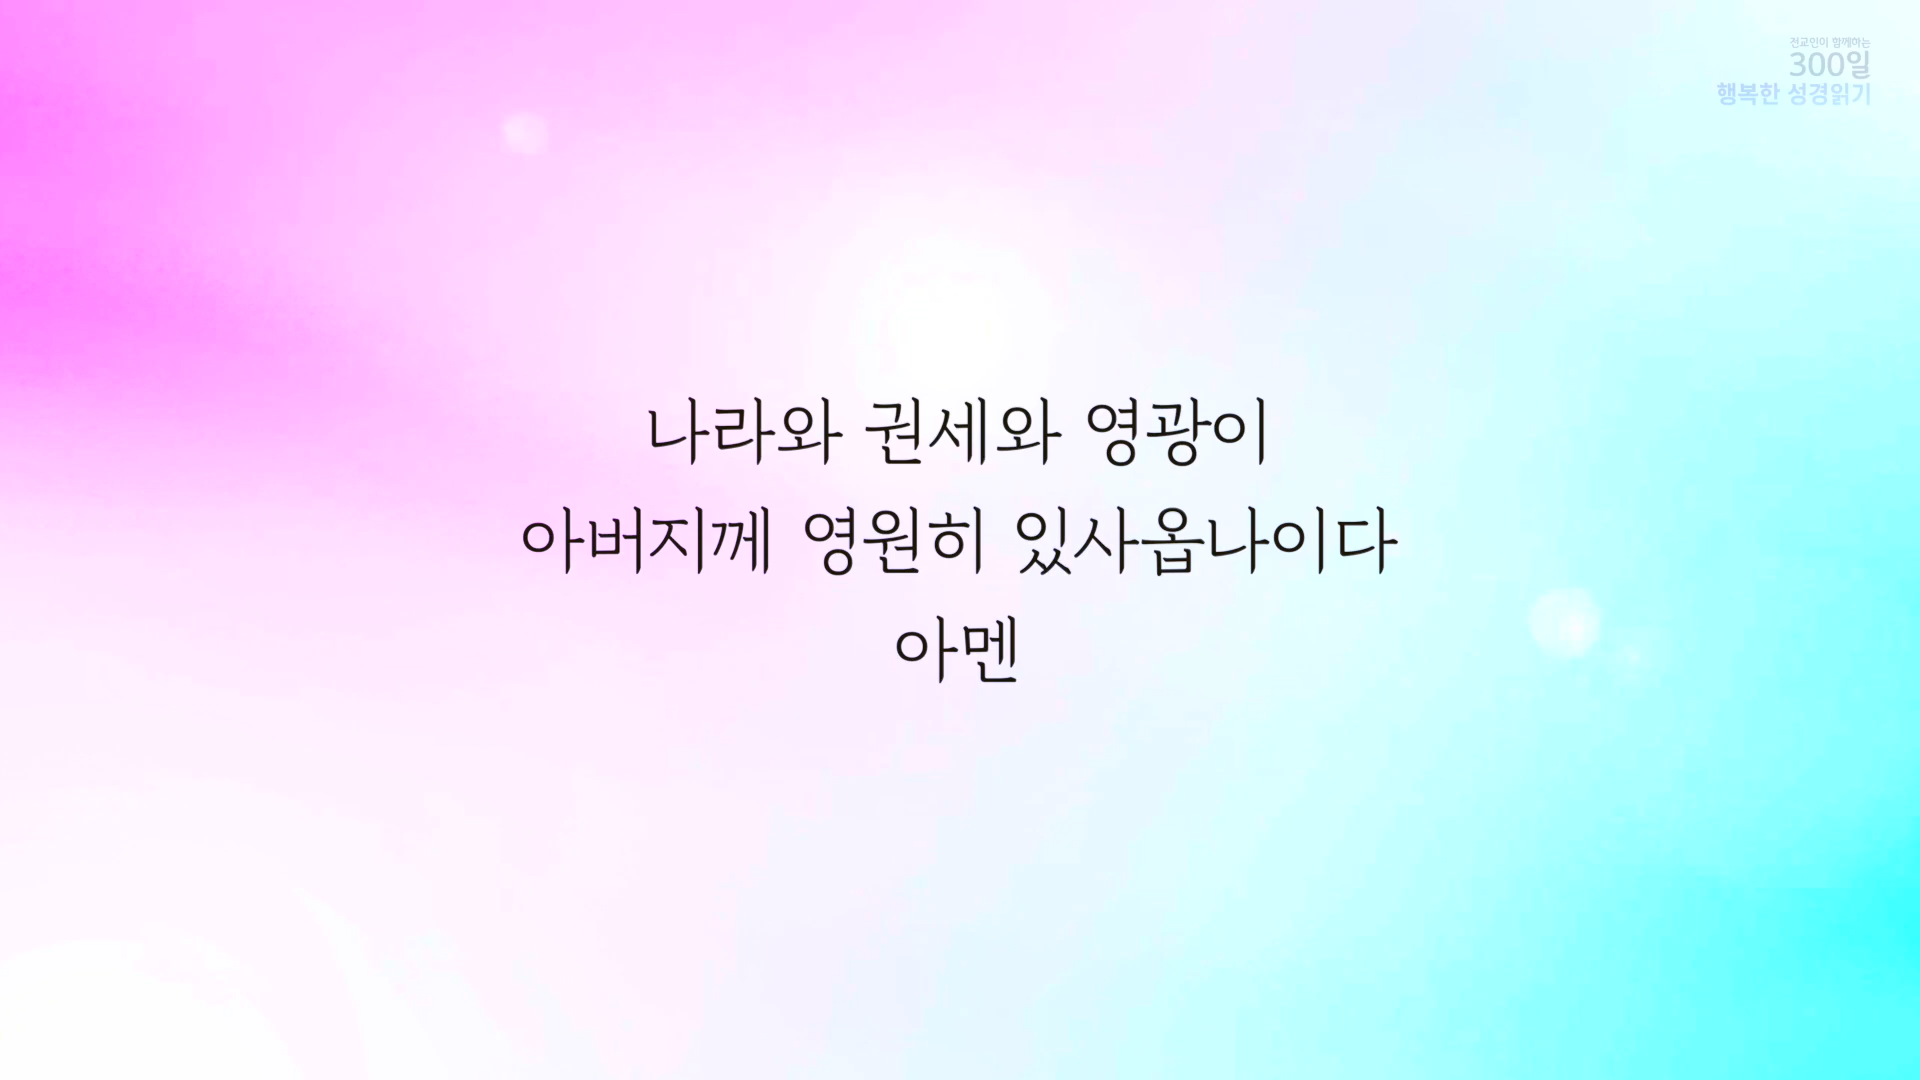 전교인이 함께하는
300일
행복한 성경읽기
나라와 권세와 영광이
아버지께 영원히 있사옵나이다
아멘